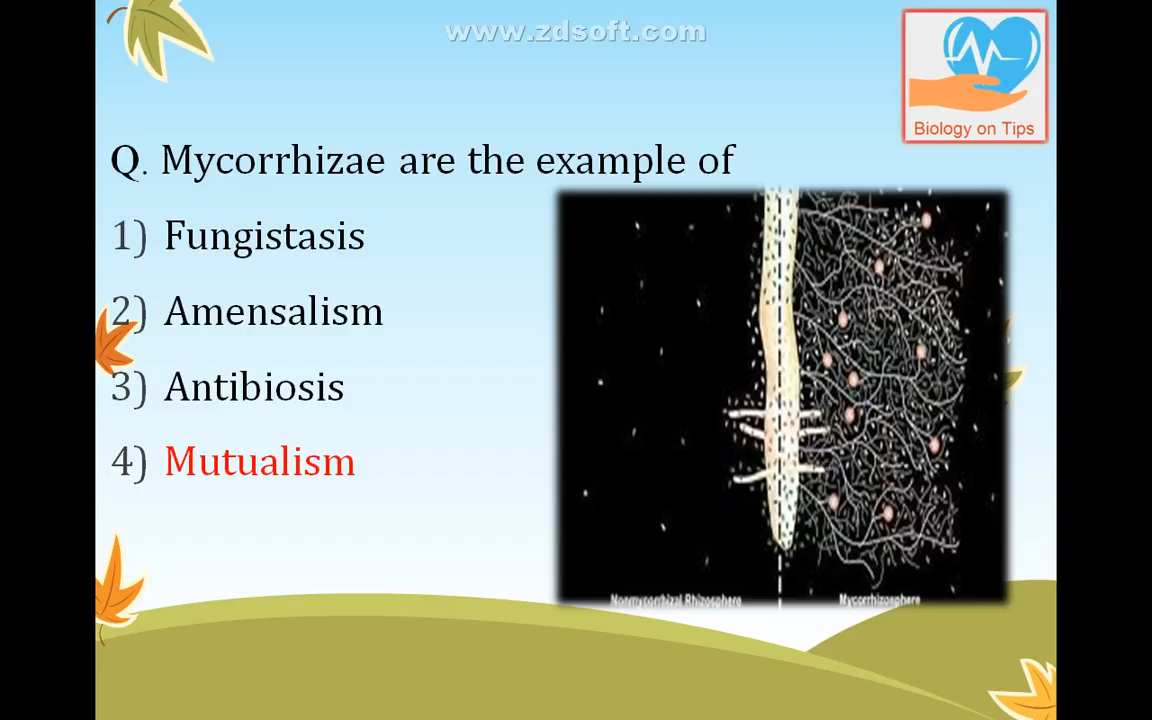 www.zdsoft.com
Biology on Tips
Q. Mycorrhizae are the example of
1) Fungistasis
2) Amensalism
3) Antibiosis
4) Mutualism
Nonmycorrhizal Rhizosphere
Mycorrhizosphere